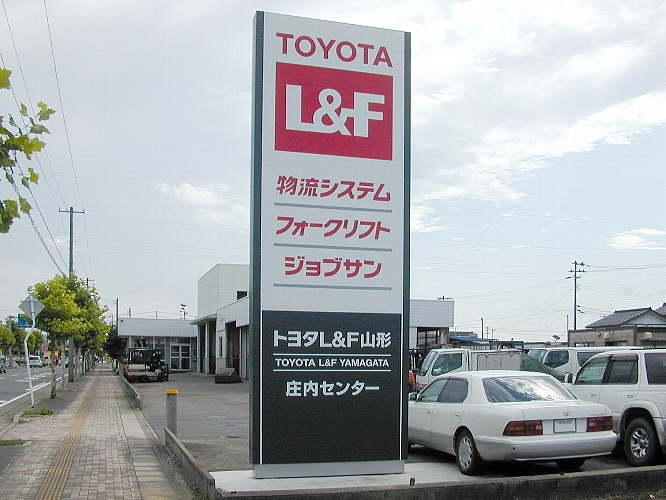 TOYOTA
L&F
物流システム
フォークリフト
ジョブサン
トヨタL&F山形
TOYOTA L&F YAMAGATA
庄内センター